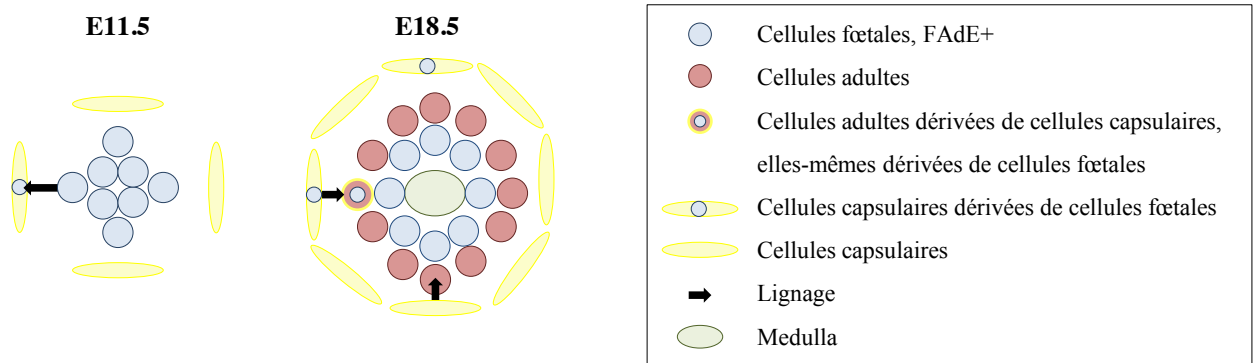 E11.5
E18.5
Cellules fœtales, FAdE+
Cellules adultes
Cellules adultes dérivées de cellules capsulaires,
elles-mêmes dérivées de cellules fœtales
Cellules capsulaires dérivées de cellules fœtales
Cellules capsulaires
Lignage
Medulla